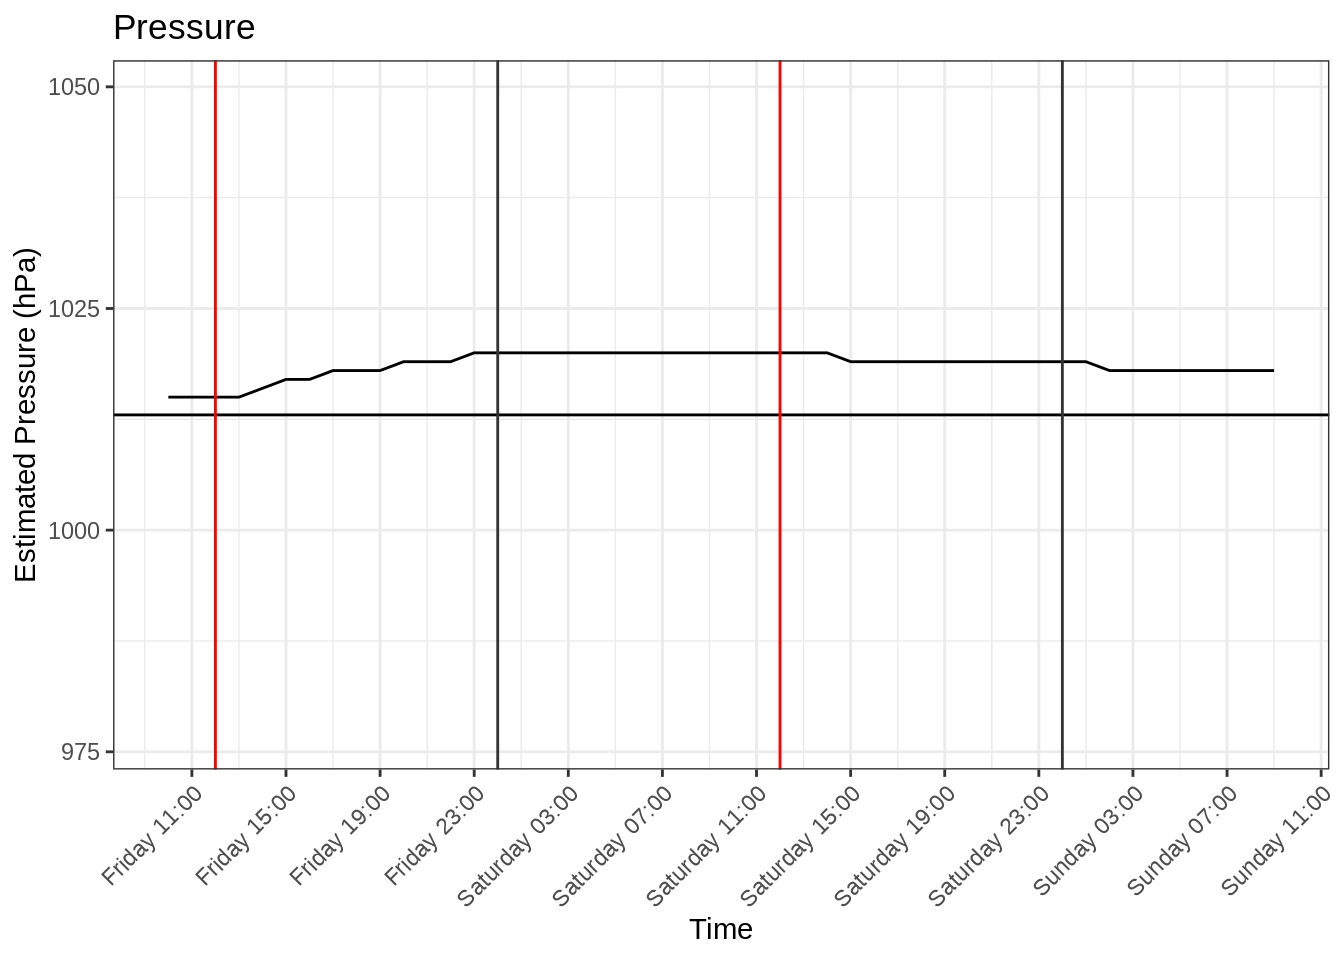 Pressure
Estimated Pressure (hPa)
1050
1025
1000
975
Friday 11:00
Friday 15:00
Friday 19:00
Friday 23:00
Saturday 03:00
Saturday 07:00
Saturday 11:00
Saturday 15:00
Saturday 19:00
Saturday 23:00
Sunday 03:00
Sunday 07:00
Sunday 11:00
Time